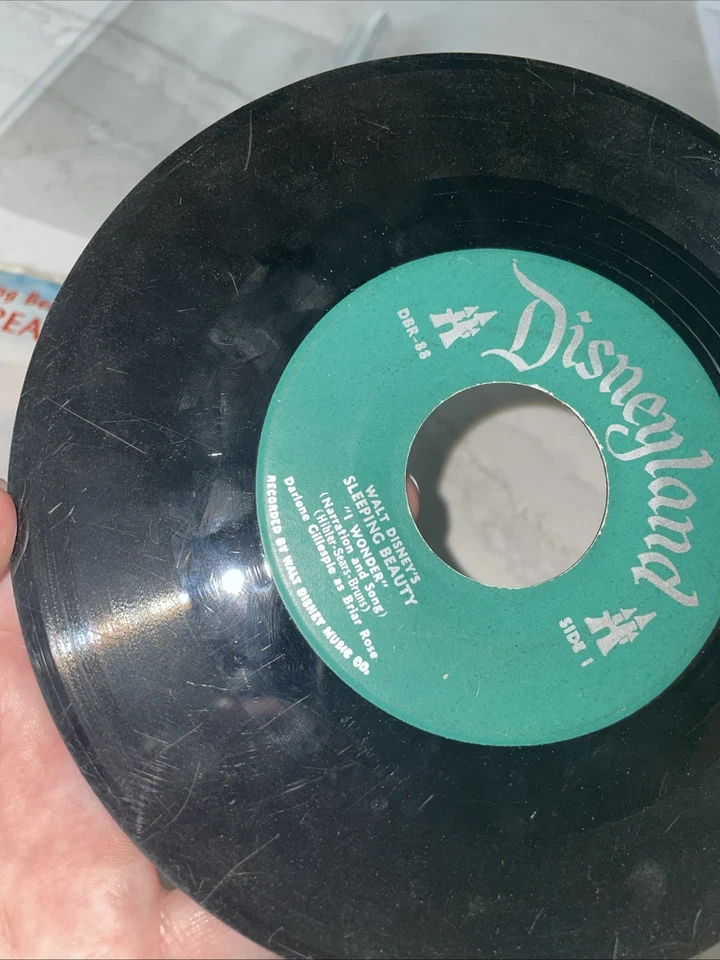 Disneyland
DBR-88
SIDE 1
WALT DISNEY'S
SLEEPING BEAUTY
"I WONDER"
(Narration and Song)
(Hibler-Sears-Bruns)
Darlene Gillespie as Briar Rose
RECORDED BY WALT DISNEY MUSIC CO.